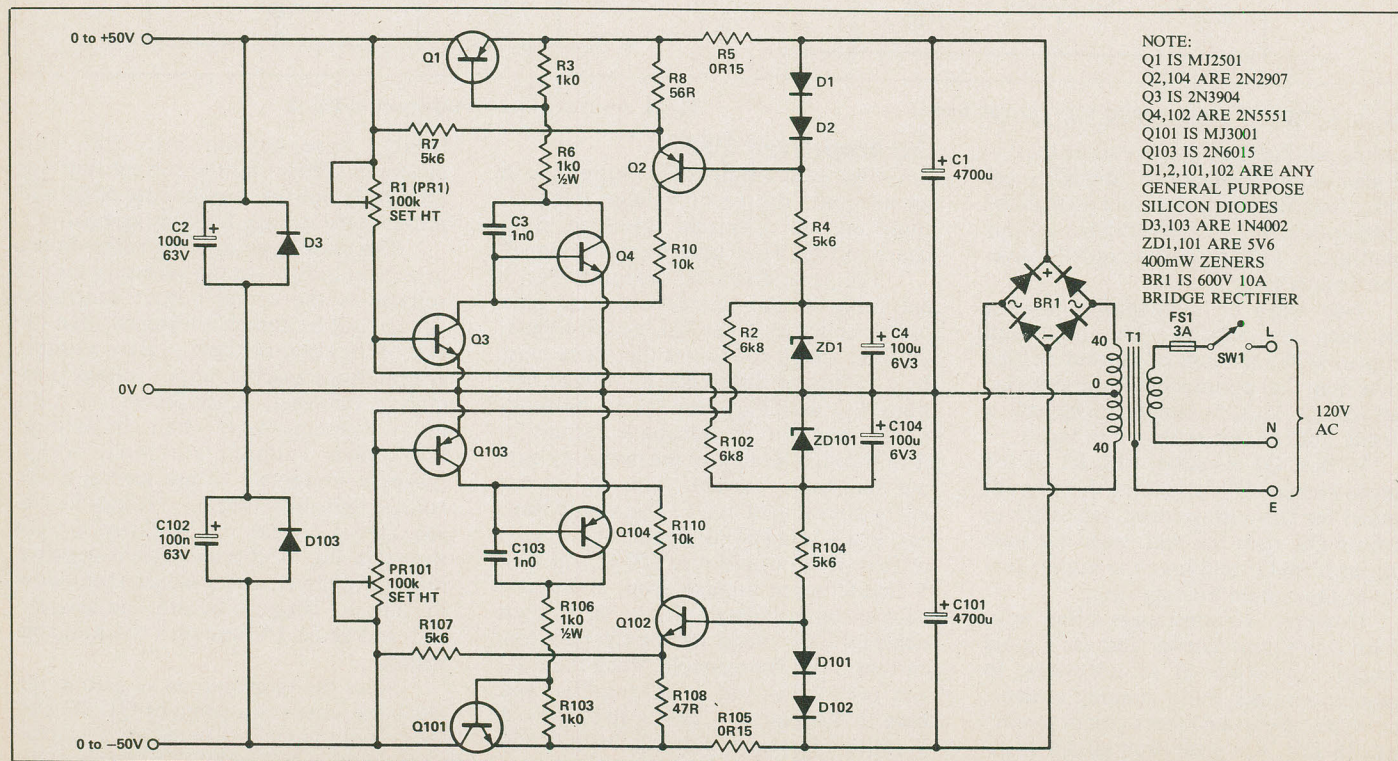 0 to +50V
Q1
R3
1k0
R8
56R
R5
0R15
D1
D2
NOTE:
Q1 IS MJ2501
Q2,104 ARE 2N2907
Q3 IS 2N3904
Q4,102 ARE 2N5551
Q101 IS MJ3001
Q103 IS 2N6015
D1,2,101,102 ARE ANY
GENERAL PURPOSE
SILICON DIODES
D3,103 ARE 1N4002
ZD1,101 ARE 5V6
400mW ZENERS
BR1 IS 600V 10A
BRIDGE RECTIFIER
R7
5k6
R6
1k0
½W
Q2
+ C1
4700u
R1 (PR1)
100k
SET HT
C2
100u
63V
+
D3
C3
1n0
Q4
R10
10k
R4
5k6
+
~ BR1 ~
−
Q3
R2
6k8
ZD1
+ C4
100u
6V3
FS1
3A
SW1
L
T1
40
0
40
0V
Q103
R102
6k8
ZD101
+ C104
100u
6V3
N
120V
AC
E
C102
100n
63V
+
D103
C103
1n0
Q104
R110
10k
R104
5k6
PR101
100k
SET HT
R106
1k0
½W
Q102
+ C101
4700u
R107
5k6
D101
D102
Q101
R103
1k0
R108
47R
R105
0R15
0 to −50V